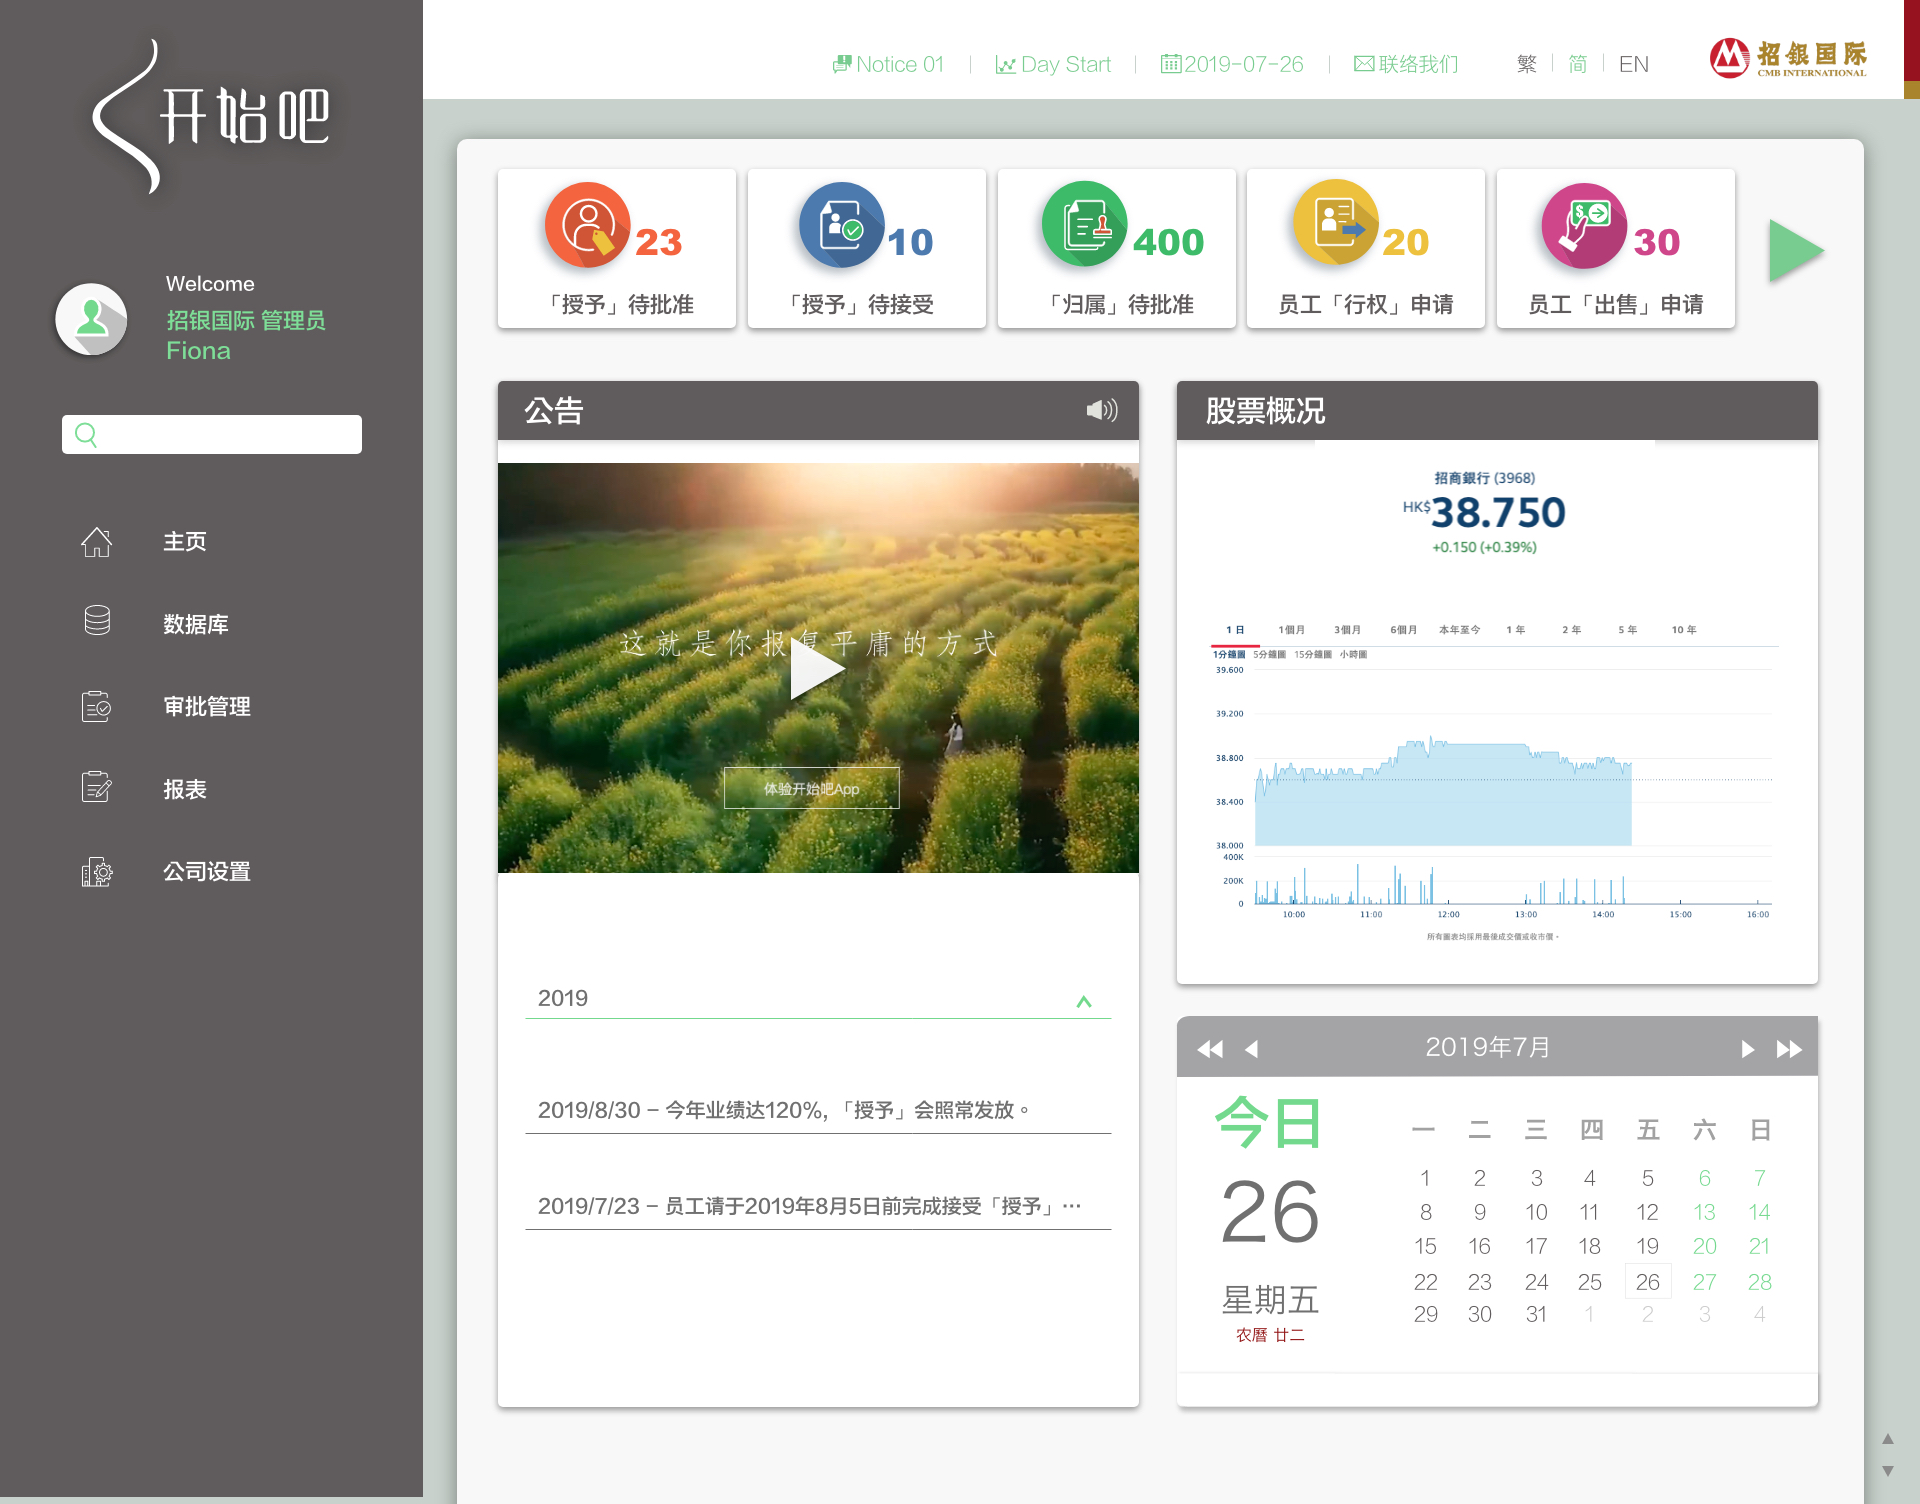 开始吧
Notice 01
Day Start
2019-07-26
联络我们
繁
简
EN
招银国际
CMB INTERNATIONAL
Welcome
招银国际 管理员
Fiona
主页
数据库
审批管理
报表
公司设置
23
「授予」待批准
10
「授予」待接受
400
「归属」待批准
20
员工「行权」申请
30
员工「出售」申请
公告
这就是你报复平庸的方式
体验开始吧App
2019
2019/8/30 – 今年业绩达120%,「授予」会照常发放。
2019/7/23 – 员工请于2019年8月5日前完成接受「授予」…
股票概况
招商銀行 (3968)
HK$38.750
+0.150 (+0.39%)
1 日 1個月 3個月 6個月 本年至今 1 年 2 年 5 年 10 年
1分鐘圖 5分鐘圖 15分鐘圖 小時圖
39.600
39.200
38.800
38.400
38.000
400K
200K
0
10:00 11:00 12:00 13:00 14:00 15:00 16:00
所有圖表均採用最後成交價或收市價。
2019年7月
今日
26
星期五
农曆 廿二
一 二 三 四 五 六 日
1 2 3 4 5 6 7
8 9 10 11 12 13 14
15 16 17 18 19 20 21
22 23 24 25 26 27 28
29 30 31 1 2 3 4